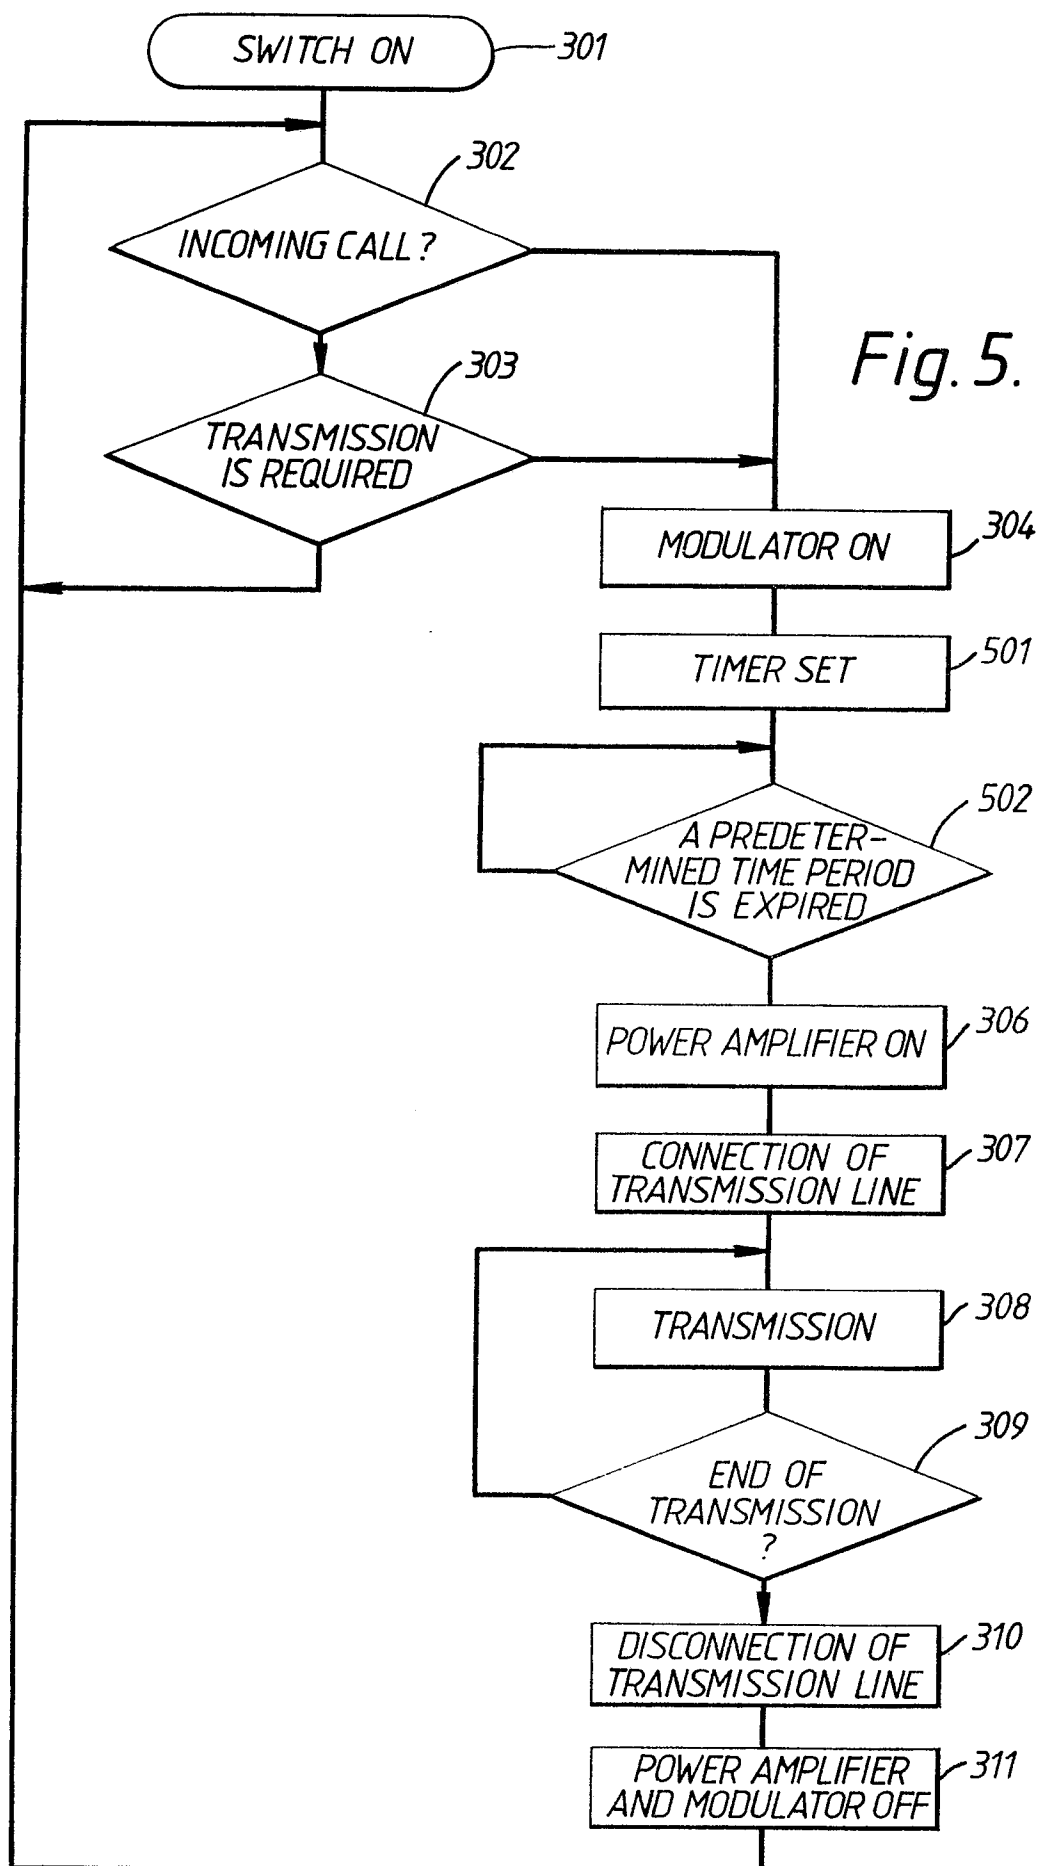 SWITCH ON
301
302
INCOMING CALL?
Fig. 5.
303
TRANSMISSION
IS REQUIRED
MODULATOR ON
304
TIMER SET
501
502
A PREDETER-
MINED TIME PERIOD
IS EXPIRED
POWER AMPLIFIER ON
306
CONNECTION OF
TRANSMISSION LINE
307
TRANSMISSION
308
309
END OF
TRANSMISSION
?
DISCONNECTION OF
TRANSMISSION LINE
310
POWER AMPLIFIER
AND MODULATOR OFF
311